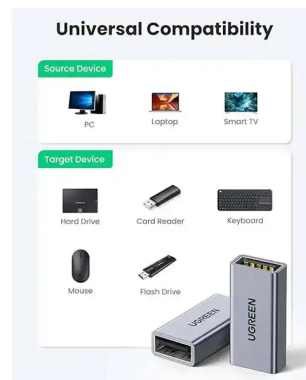 Universal Compatibility
Source Device
PC
Laptop
Smart TV
Target Device
Hard Drive
Card Reader
Keyboard
Mouse
Flash Drive
UGREEN
UGREEN